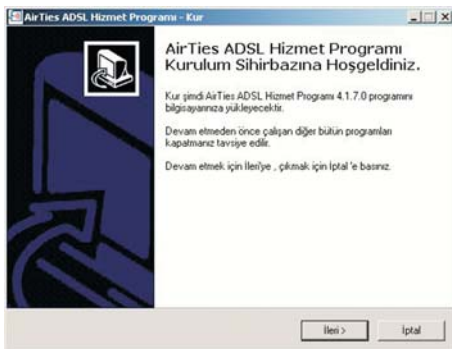 AirTies ADSL Hizmet Programı - Kur
AirTies ADSL Hizmet Programı
Kurulum Sihirbazına Hoşgeldiniz.
Kur şimdi AirTies ADSL Hizmet Programı 4.1.7.0 programını
bilgisayarınıza yükleyecektir.
Devam etmeden önce çalışan diğer bütün programları
kapatmanız tavsiye edilir.
Devam etmek için İleri'ye , çıkmak için İptal 'e basınız.
İleri >
İptal